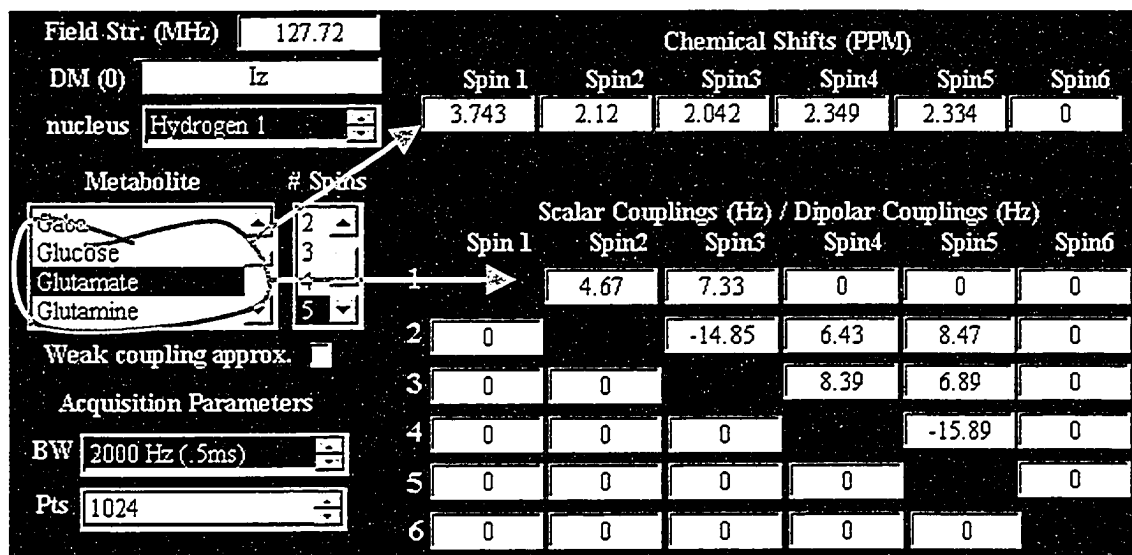 Field Str. (MHz) 127.72
DM (0) Iz
nucleus Hydrogen 1
Metabolite # Spins
Gaba 2
Glucose 3
Glutamate 4
Glutamine 5
Weak coupling approx.
Acquisition Parameters
BW 2000 Hz (.5ms)
Pts 1024
Chemical Shifts (PPM)
Spin 1 Spin2 Spin3 Spin4 Spin5 Spin6
3.743 2.12 2.042 2.349 2.334 0
Scalar Couplings (Hz) / Dipolar Couplings (Hz)
Spin 1 Spin2 Spin3 Spin4 Spin5 Spin6
1 4.67 7.33 0 0 0
2 0 -14.85 6.43 8.47 0
3 0 0 8.39 6.89 0
4 0 0 0 -15.89 0
5 0 0 0 0 0
6 0 0 0 0 0